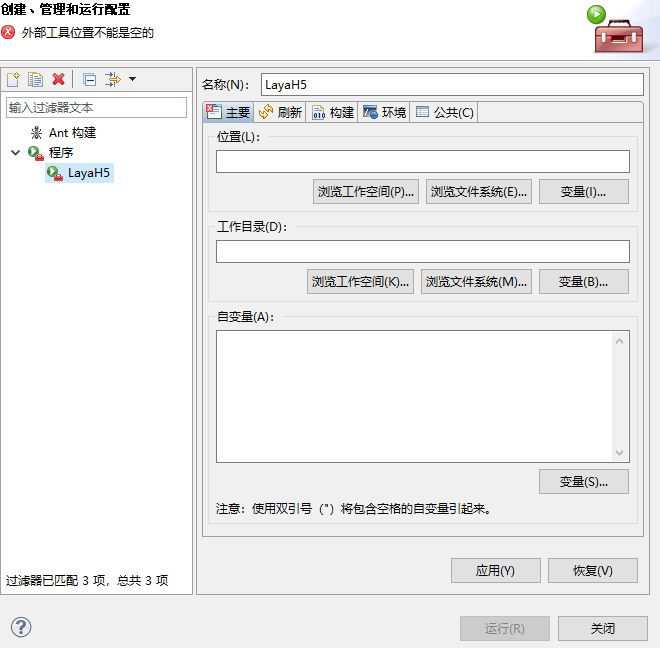 创建、管理和运行配置
外部工具位置不能是空的
输入过滤器文本
Ant 构建
程序
LayaH5
过滤器已匹配 3 项，总共 3 项
名称(N)： LayaH5
主要 刷新 构建 环境 公共(C)
位置(L)：
浏览工作空间(P)... 浏览文件系统(E)... 变量(I)...
工作目录(D)：
浏览工作空间(K)... 浏览文件系统(M)... 变量(B)...
自变量(A)：
变量(S)...
注意：使用双引号（"）将包含空格的自变量引起来。
应用(Y) 恢复(V)
运行(R) 关闭